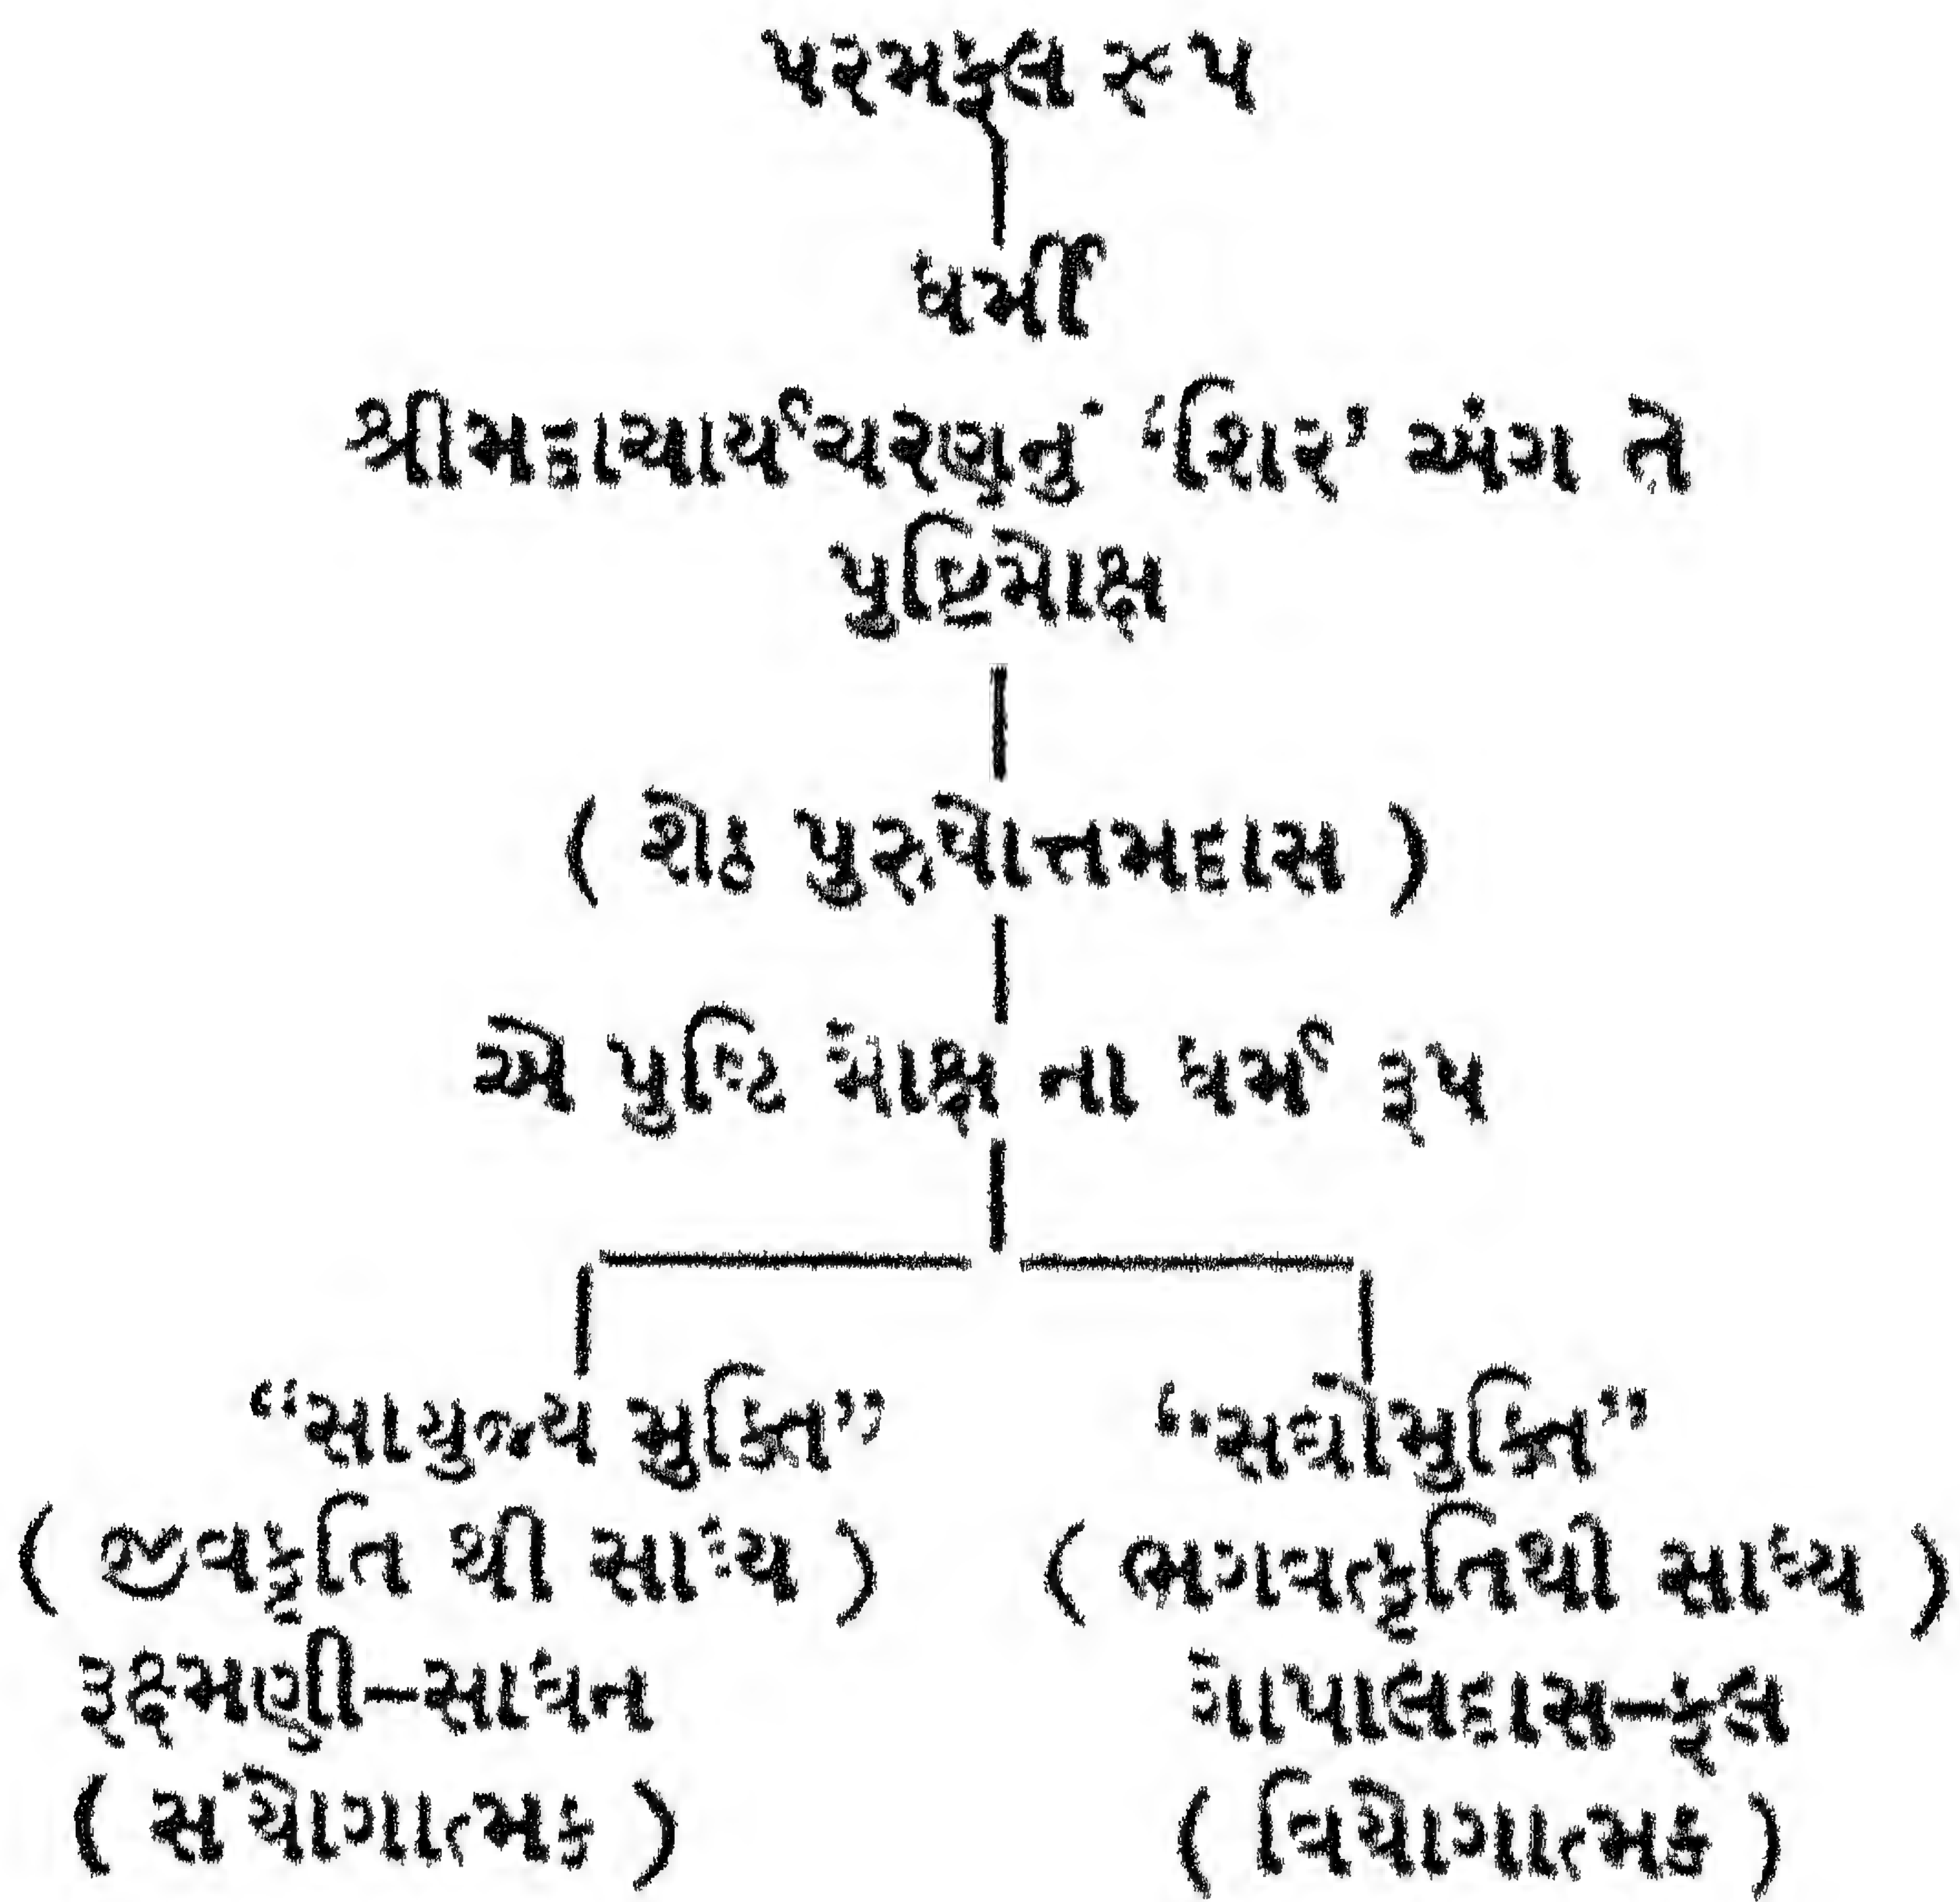 પરમફલ રૂપ
ધર્મી
શ્રીમદાચાર્યચરણનું ‘શિર’ અંગ તે
પુષ્ટિમોક્ષ
( શેઠ પુરુષોત્તમદાસ )
એ પુષ્ટિ મોક્ષ ના ધર્મ રૂપ
“સાયુજ્ય મુક્તિ” “સદ્યોમુક્તિ”
( જીવકૃતિ થી સાધ્ય ) ( ભગવત્કૃતિથી સાધ્ય )
રૂક્ષ્મણી–સાધન ગોપાલદાસ–ફલ
( સંયોગાત્મક ) ( વિયોગાત્મક )